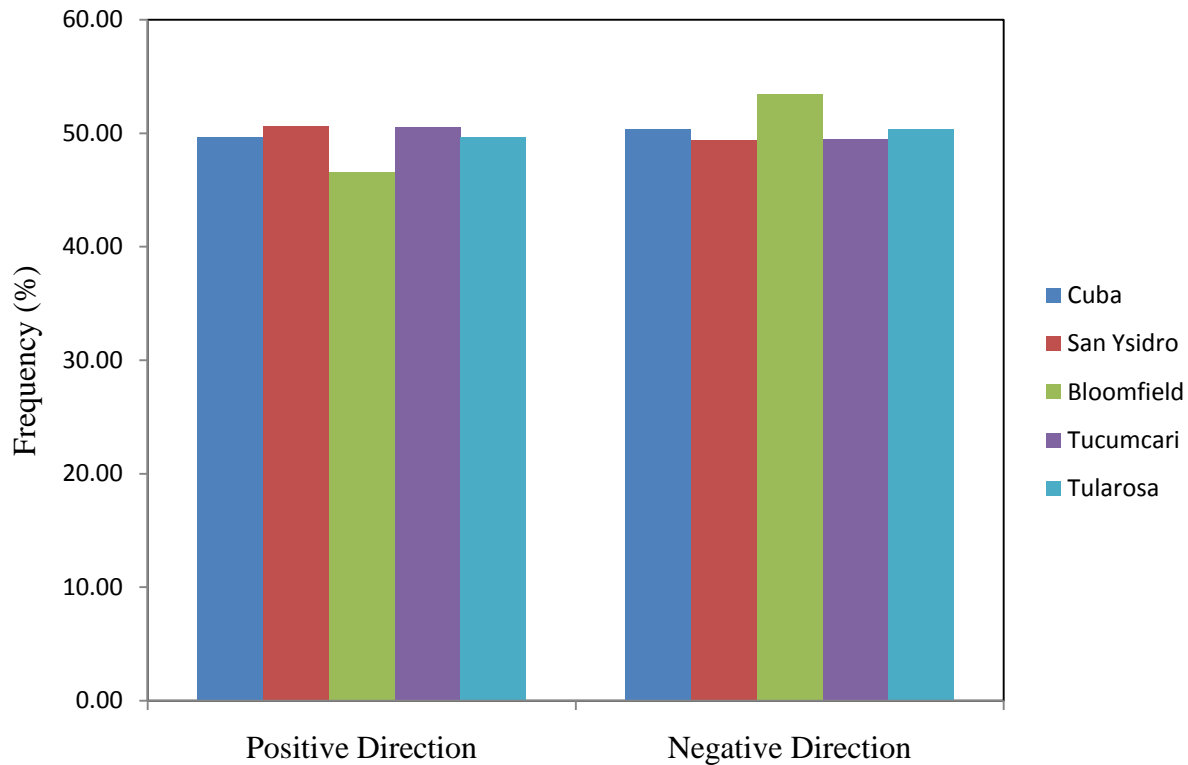 60.00
50.00
40.00
30.00
20.00
10.00
0.00
Frequency (%)
Positive Direction
Negative Direction
Cuba
San Ysidro
Bloomfield
Tucumcari
Tularosa